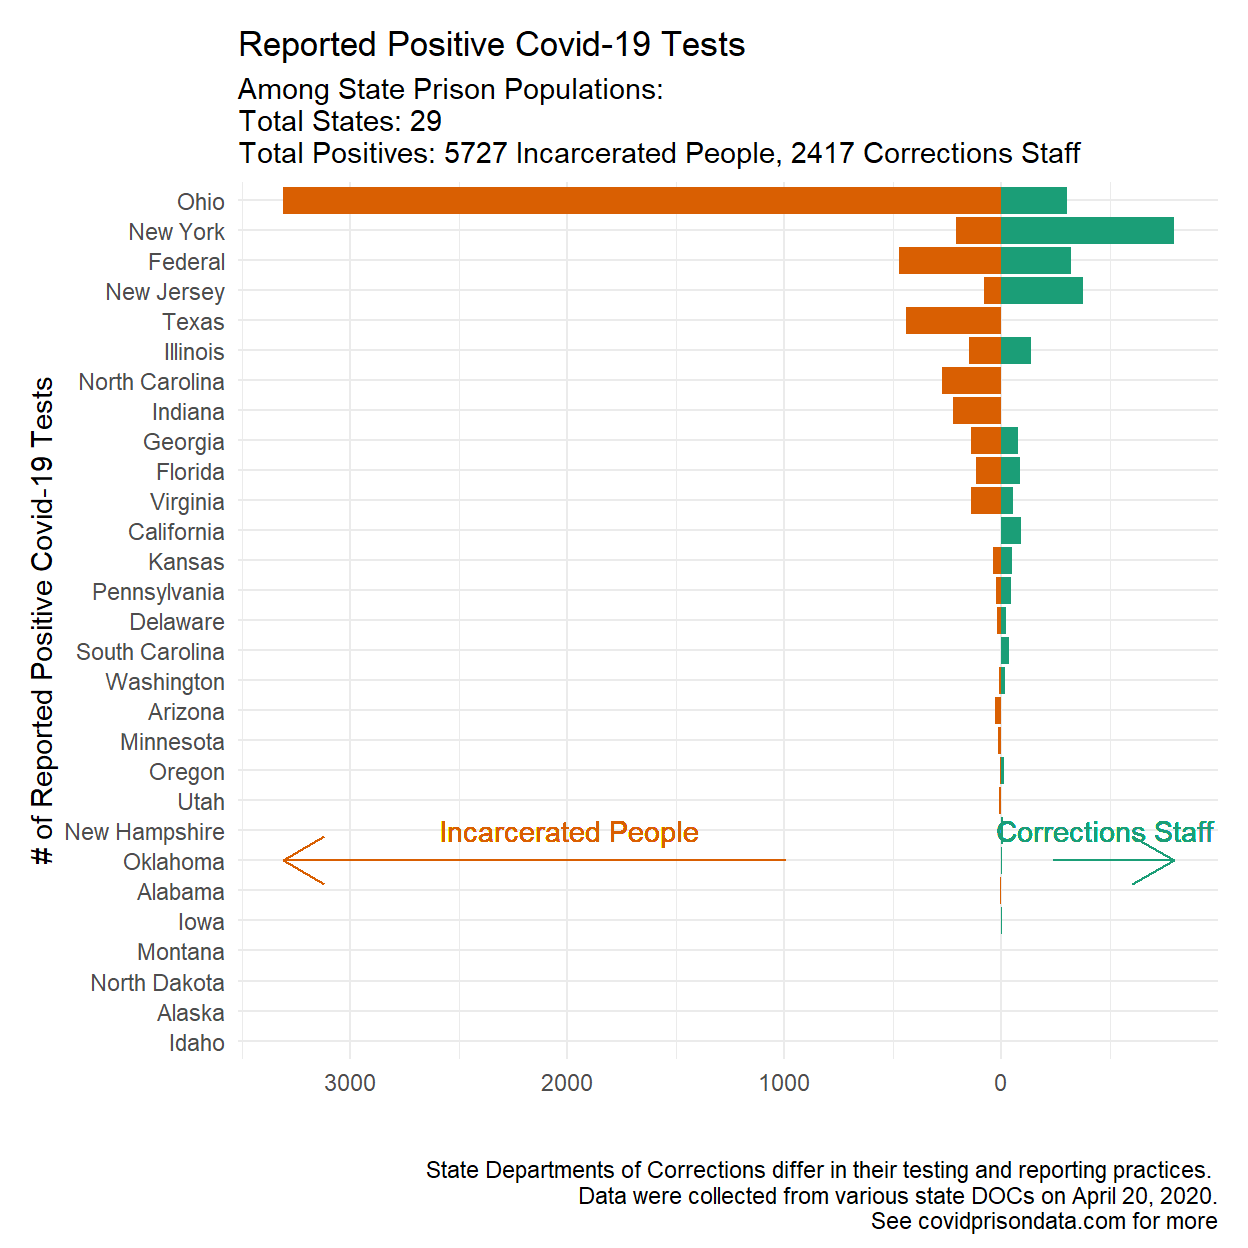 Reported Positive Covid-19 Tests
Among State Prison Populations:
Total States: 29
Total Positives: 5727 Incarcerated People, 2417 Corrections Staff
# of Reported Positive Covid-19 Tests
Ohio
New York
Federal
New Jersey
Texas
Illinois
North Carolina
Indiana
Georgia
Florida
Virginia
California
Kansas
Pennsylvania
Delaware
South Carolina
Washington
Arizona
Minnesota
Oregon
Utah
New Hampshire
Incarcerated People
Corrections Staff
Oklahoma
Alabama
Iowa
Montana
North Dakota
Alaska
Idaho
3000 2000 1000 0
State Departments of Corrections differ in their testing and reporting practices.
Data were collected from various state DOCs on April 20, 2020.
See covidprisondata.com for more